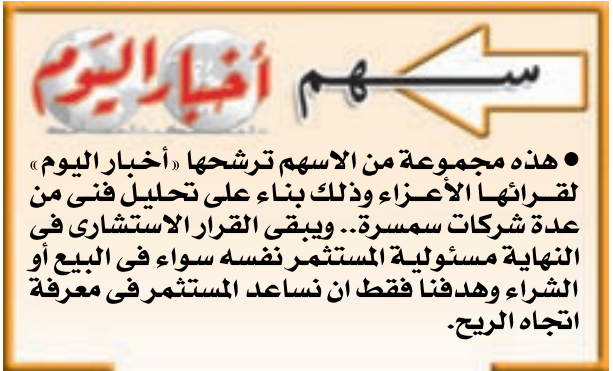 سهم أخبار اليوم
● هذه مجموعة من الاسهم ترشحها «أخبار اليوم»
لقرائها الأعزاء وذلك بناء على تحليل فنى من
عدة شركات سمسرة.. ويبقى القرار الاستشارى فى
النهاية مسئولية المستثمر نفسه سواء فى البيع أو
الشراء وهدفنا فقط ان نساعد المستثمر فى معرفة
اتجاه الريح.